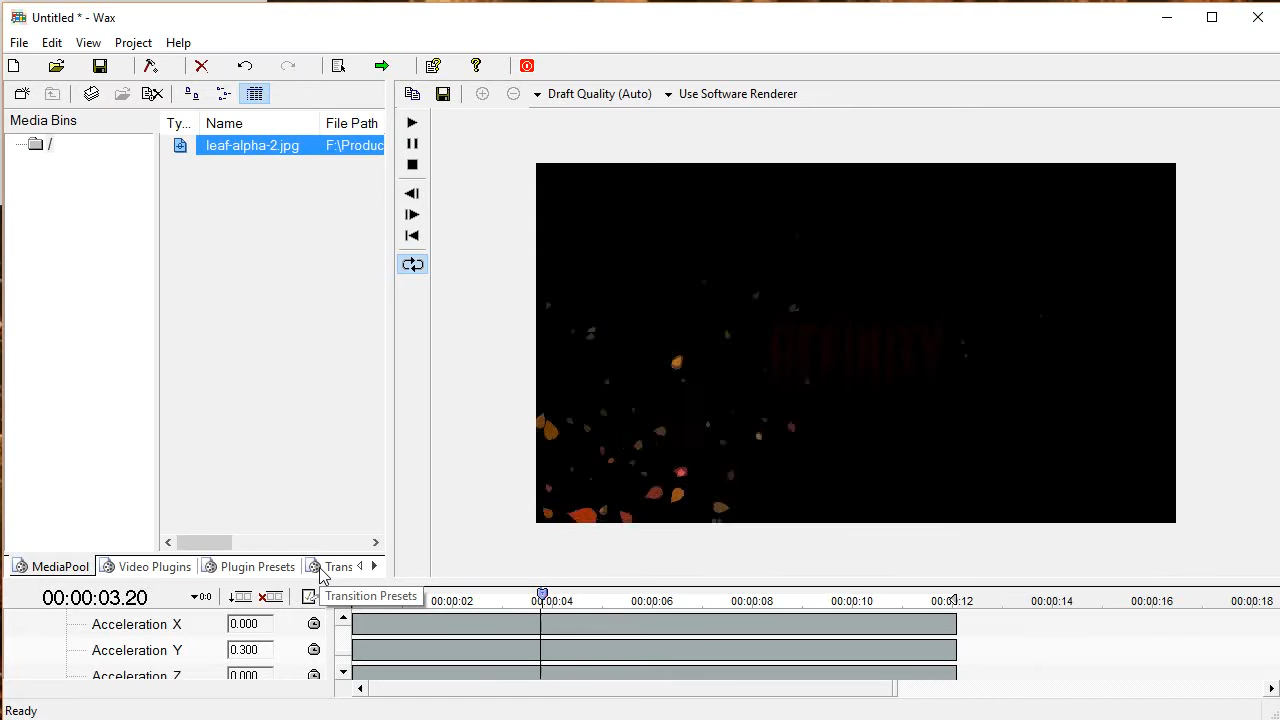 Untitled * - Wax
File Edit View Project Help
Draft Quality (Auto) Use Software Renderer
Media Bins
Ty... Name File Path
/
leaf-alpha-2.jpg F:\Produc
MediaPool Video Plugins Plugin Presets Trans
Transition Presets
00:00:03.20 0:0 00:00:02 00:00:04 00:00:06 00:00:08 00:00:10 00:00:12 00:00:14 00:00:16 00:00:18
Acceleration X 0.000
Acceleration Y 0.300
Acceleration Z 0.000
Ready